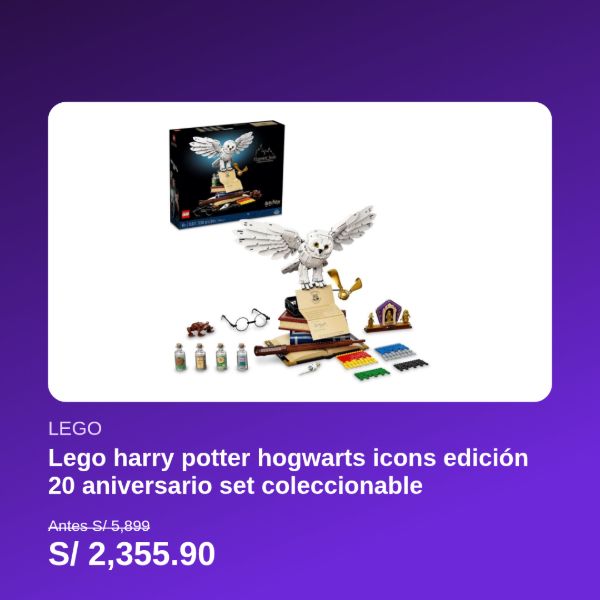 LEGO
Lego harry potter hogwarts icons edición
20 aniversario set coleccionable
Antes S/ 5,899
S/ 2,355.90